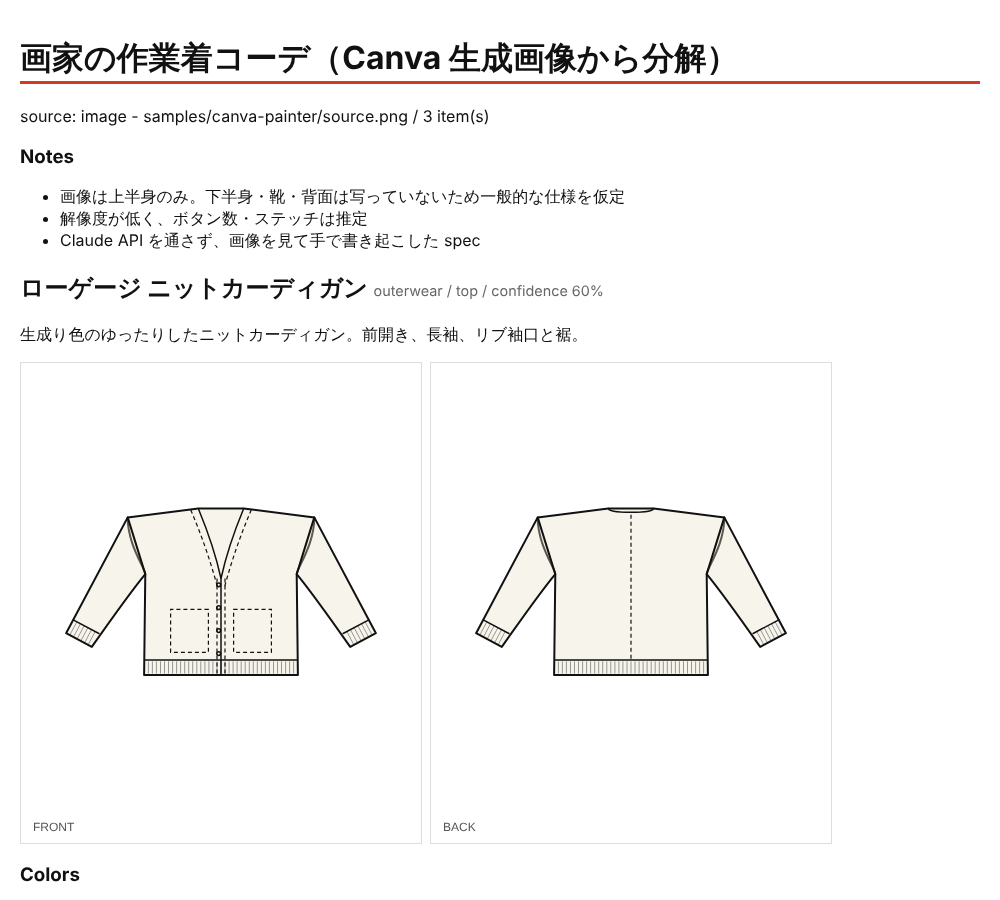 画家の作業着コーデ（Canva 生成画像から分解）
source: image - samples/canva-painter/source.png / 3 item(s)
Notes
画像は上半身のみ。下半身・靴・背面は写っていないため一般的な仕様を仮定
解像度が低く、ボタン数・ステッチは推定
Claude API を通さず、画像を見て手で書き起こした spec
ローゲージ ニットカーディガン outerwear / top / confidence 60%
生成り色のゆったりしたニットカーディガン。前開き、長袖、リブ袖口と裾。
FRONT
BACK
Colors